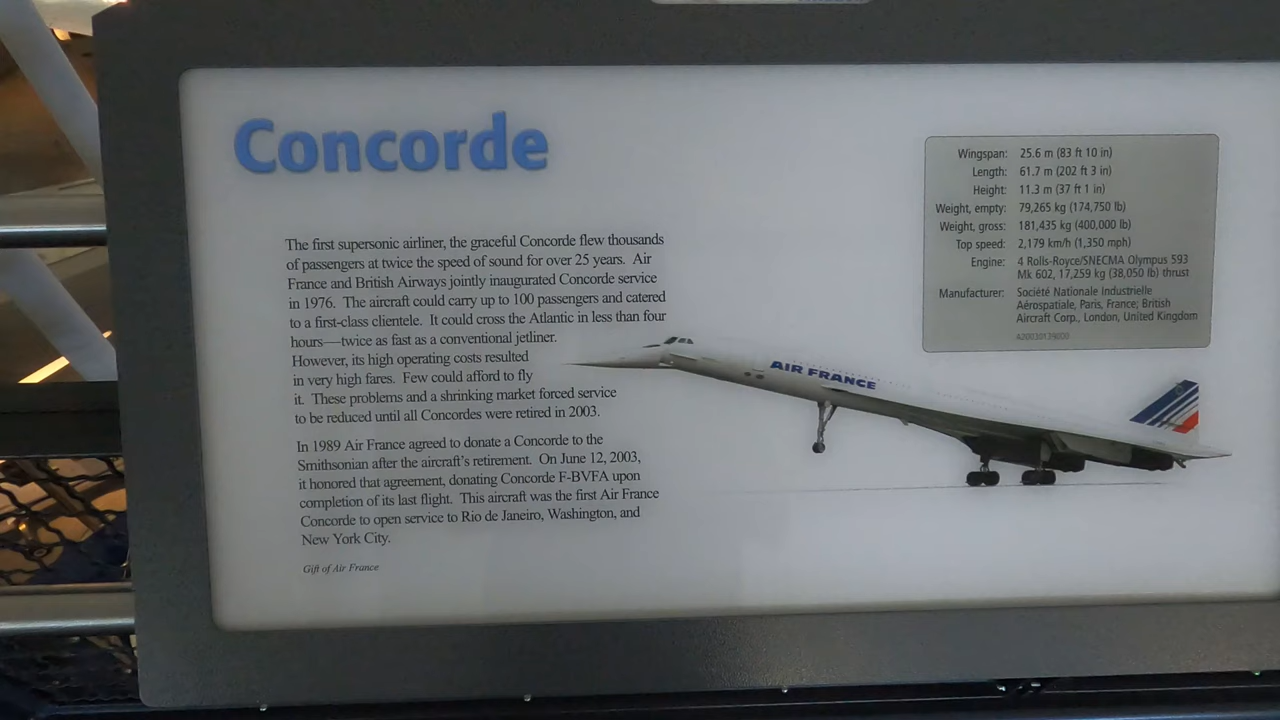 Concorde
The first supersonic airliner, the graceful Concorde flew thousands
of passengers at twice the speed of sound for over 25 years. Air
France and British Airways jointly inaugurated Concorde service
in 1976. The aircraft could carry up to 100 passengers and catered
to a first-class clientele. It could cross the Atlantic in less than four
hours—twice as fast as a conventional jetliner.
However, its high operating costs resulted
in very high fares. Few could afford to fly
it. These problems and a shrinking market forced service
to be reduced until all Concordes were retired in 2003.
In 1989 Air France agreed to donate a Concorde to the
Smithsonian after the aircraft's retirement. On June 12, 2003,
it honored that agreement, donating Concorde F-BVFA upon
completion of its last flight. This aircraft was the first Air France
Concorde to open service to Rio de Janeiro, Washington, and
New York City.
Gift of Air France
Wingspan: 25.6 m (83 ft 10 in)
Length: 61.7 m (202 ft 3 in)
Height: 11.3 m (37 ft 1 in)
Weight, empty: 79,265 kg (174,750 lb)
Weight, gross: 181,435 kg (400,000 lb)
Top speed: 2,179 km/h (1,350 mph)
Engine: 4 Rolls-Royce/SNECMA Olympus 593
Mk 602, 17,259 kg (38,050 lb) thrust
Manufacturer: Société Nationale Industrielle
Aérospatiale, Paris, France; British
Aircraft Corp., London, United Kingdom
A20030139000
AIR FRANCE